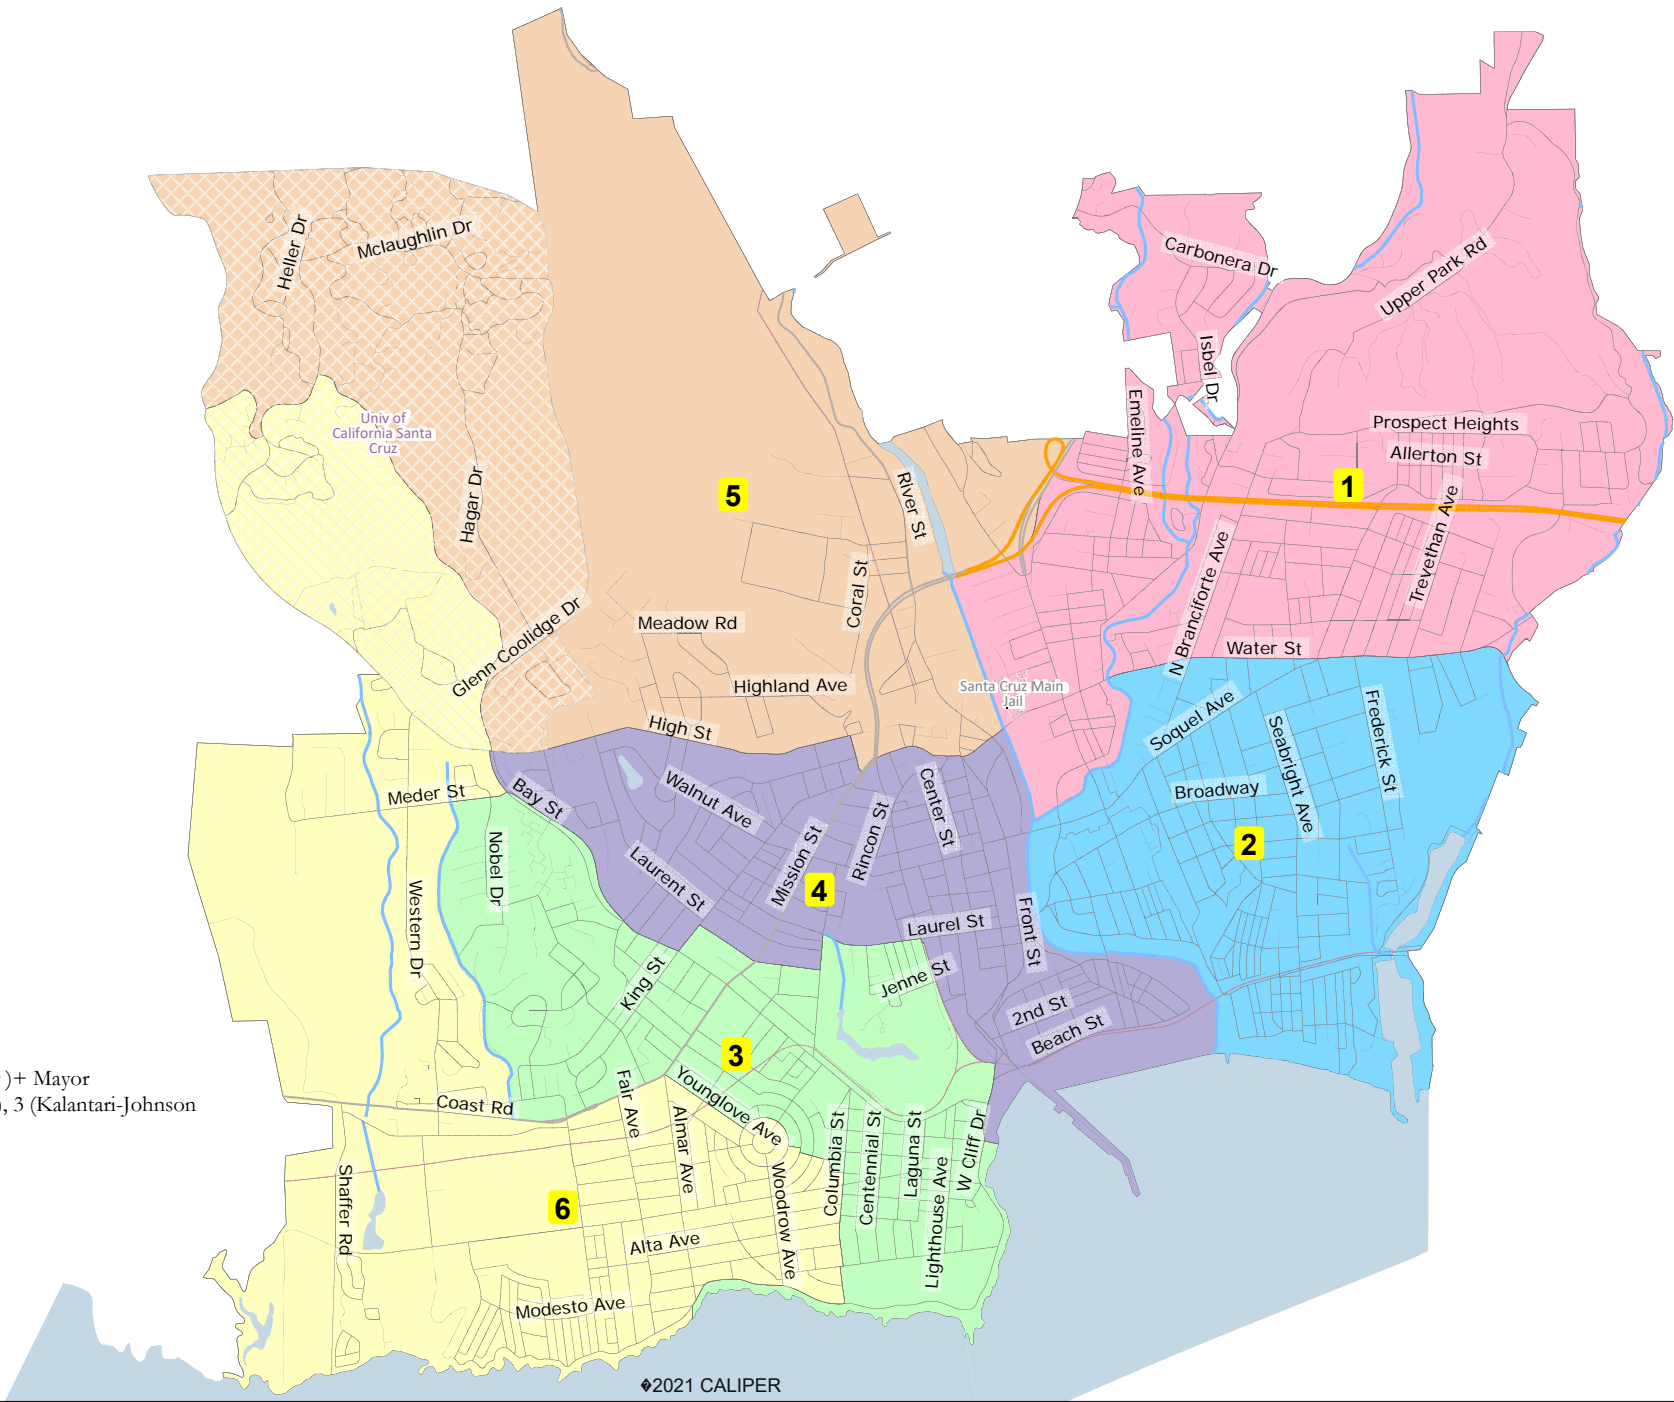 Heller Dr
Mclaughlin Dr
Carbonera Dr
Upper Park Rd
Isbel Dr
Emeline Ave
Univ of
California Santa
Cruz
Prospect Heights
Allerton St
Hagar Dr
5
River St
1
Trevethan Ave
N Branciforte Ave
Coral St
Glenn Coolidge Dr
Meadow Rd
Water St
Highland Ave
Santa Cruz Main
Jail
High St
Soquel Ave
Seabright Ave
Frederick St
Meder St
Bay St
Walnut Ave
Center St
Broadway
Nobel Dr
Laurent St
Mission St
Rincon St
2
4
Western Dr
Laurel St
Front St
King St
Jenne St
2nd St
Beach St
3
)+ Mayor
), 3 (Kalantari-Johnson
Coast Rd
Fair Ave
Younglove Ave
Almar Ave
Columbia St
Centennial St
Laguna St
W Cliff Dr
Lighthouse Ave
Woodrow Ave
Shaffer Rd
6
Alta Ave
Modesto Ave
�2021 CALIPER